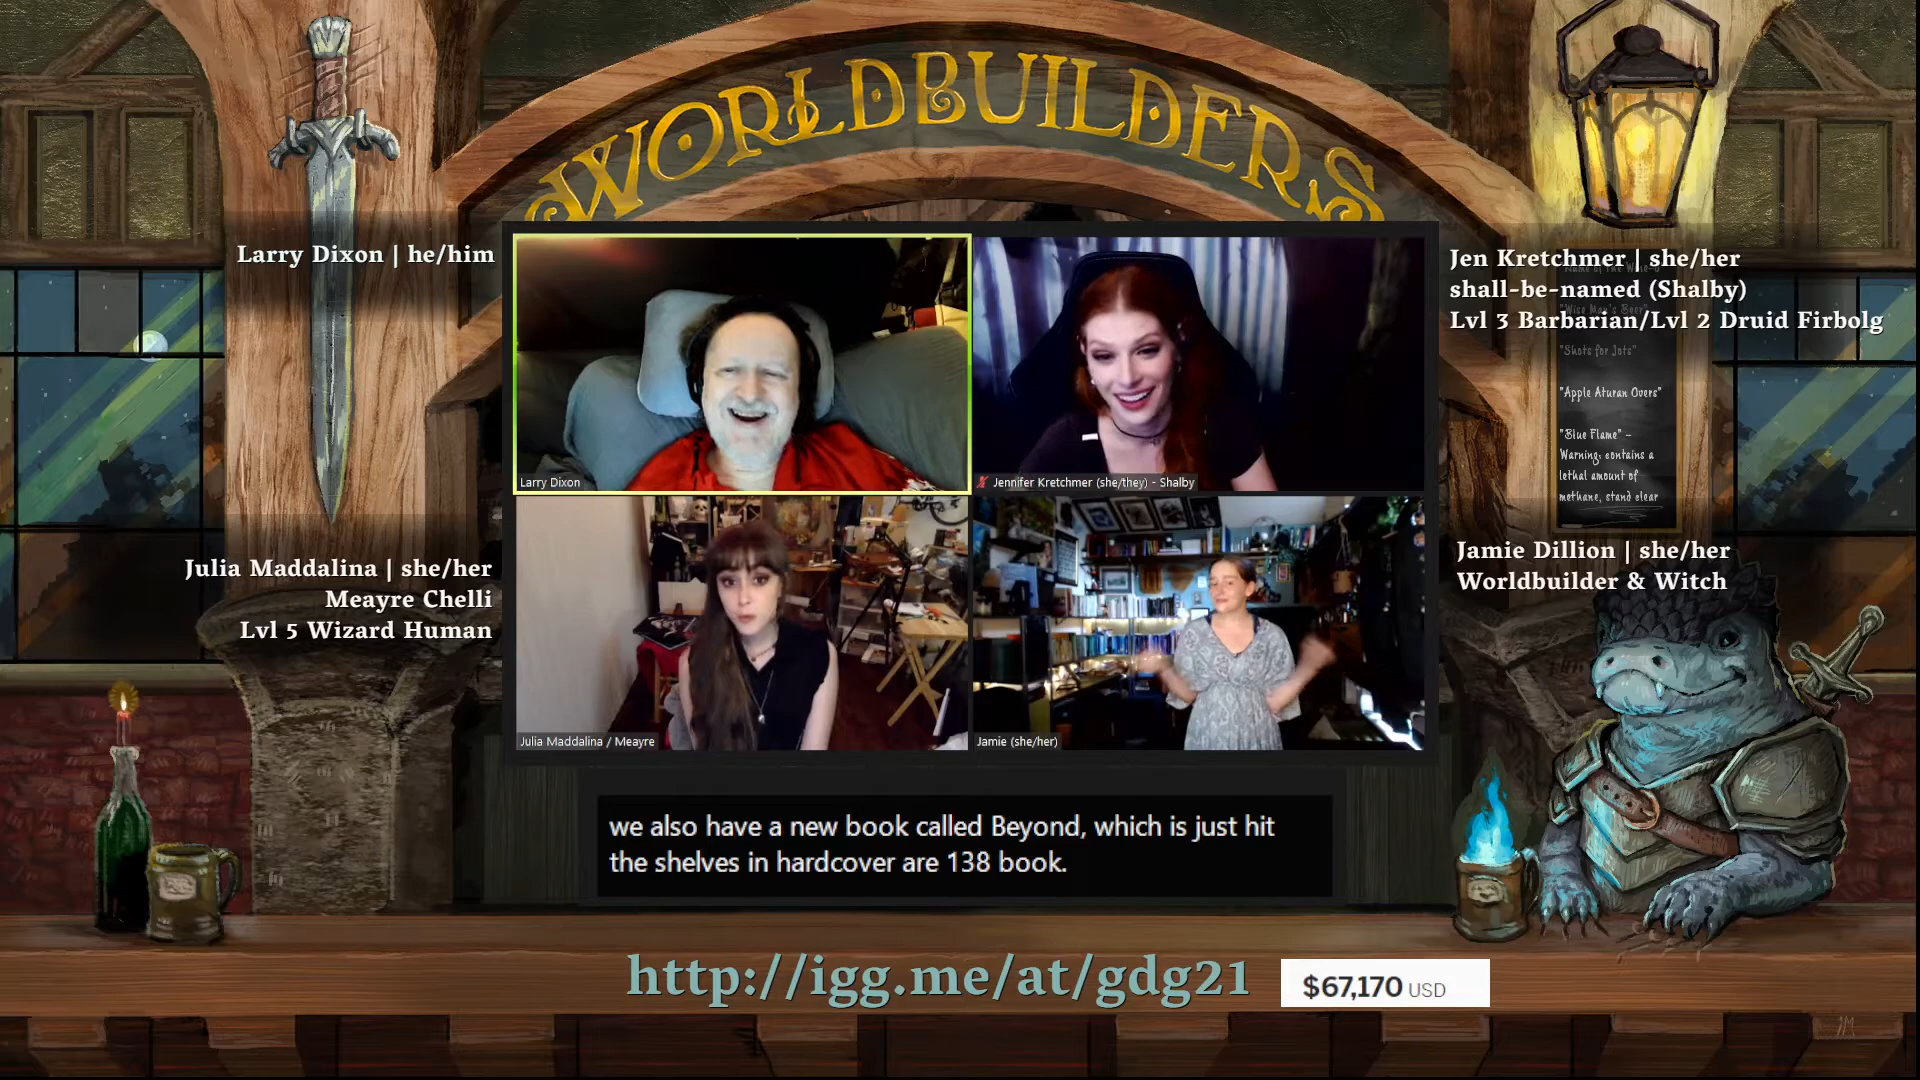 WORLDBUILDERS
Larry Dixon | he/him
Jen Kretchmer | she/her
shall-be-named (Shalby)
Lvl 3 Barbarian/Lvl 2 Druid Firbolg
"Shots for Jots"
"Apple Aturan Overs"
"Blue Flame" -
Warning: contains a
lethal amount of
methane, stand clear
Larry Dixon
Jennifer Kretchmer (she/they) - Shalby
Julia Maddalina | she/her
Meayre Chelli
Lvl 5 Wizard Human
Jamie Dillion | she/her
Worldbuilder & Witch
Julia Maddalina / Meayre
Jamie (she/her)
we also have a new book called Beyond, which is just hit
the shelves in hardcover are 138 book.
http://igg.me/at/gdg21
$67,170 USD